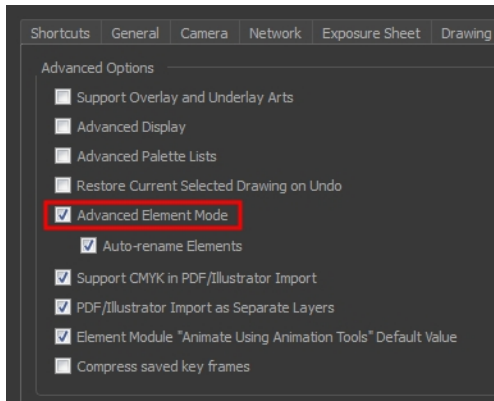 Shortcuts General Camera Network Exposure Sheet Drawing
Advanced Options
Support Overlay and Underlay Arts
Advanced Display
Advanced Palette Lists
Restore Current Selected Drawing on Undo
Advanced Element Mode
Auto-rename Elements
Support CMYK in PDF/Illustrator Import
PDF/Illustrator Import as Separate Layers
Element Module "Animate Using Animation Tools" Default Value
Compress saved key frames